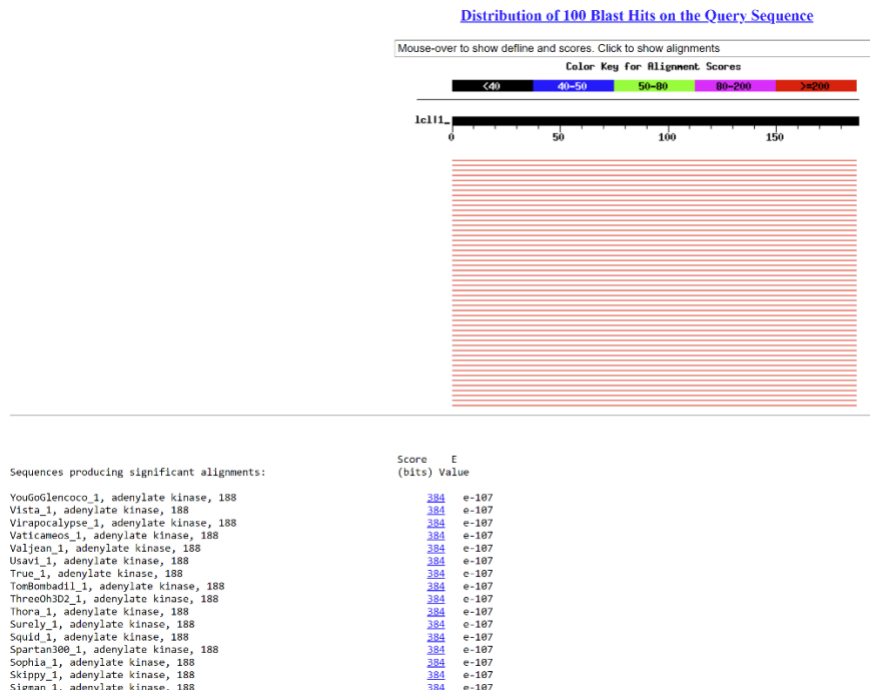 Distribution of 100 Blast Hits on the Query Sequence
Mouse-over to show defline and scores. Click to show alignments
Color Key for Alignment Scores
<40 40-50 50-80 80-200 >=200
lcl|1_
0 50 100 150
Score E
Sequences producing significant alignments: (bits) Value
YouGoGlencoco_1, adenylate kinase, 188 384 e-107
Vista_1, adenylate kinase, 188 384 e-107
Virapocalypse_1, adenylate kinase, 188 384 e-107
Vaticameos_1, adenylate kinase, 188 384 e-107
Valjean_1, adenylate kinase, 188 384 e-107
Usavi_1, adenylate kinase, 188 384 e-107
True_1, adenylate kinase, 188 384 e-107
TomBombadil_1, adenylate kinase, 188 384 e-107
ThreeOh3D2_1, adenylate kinase, 188 384 e-107
Thora_1, adenylate kinase, 188 384 e-107
Surely_1, adenylate kinase, 188 384 e-107
Squid_1, adenylate kinase, 188 384 e-107
Spartan300_1, adenylate kinase, 188 384 e-107
Sophia_1, adenylate kinase, 188 384 e-107
Skippy_1, adenylate kinase, 188 384 e-107
Sigman_1, adenylate kinase, 188 384 e-107